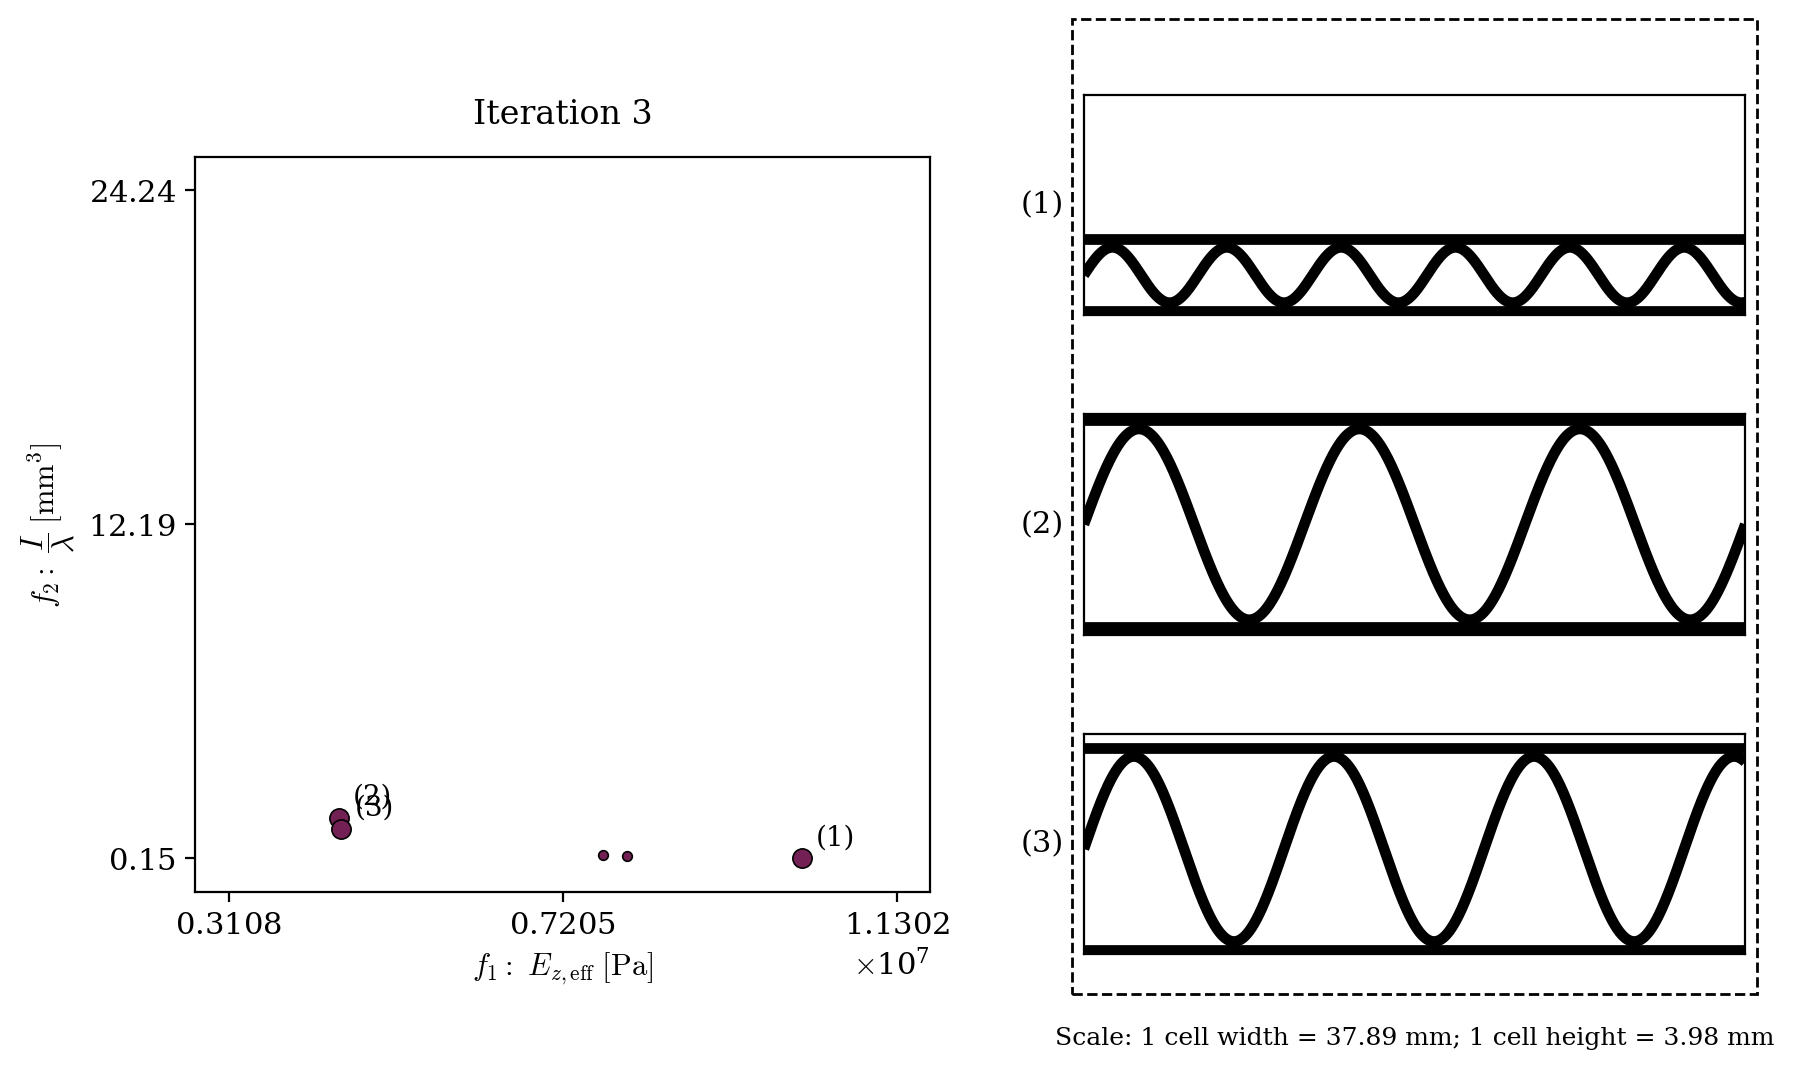 Iteration 3
24.24
12.19
0.15
f₂ : I/λ [mm³]
(2)
(3)
(1)
0.3108 0.7205 1.1302
×10⁷
f₁ : E_{z,eff} [Pa]
(1)
(2)
(3)
Scale: 1 cell width = 37.89 mm; 1 cell height = 3.98 mm